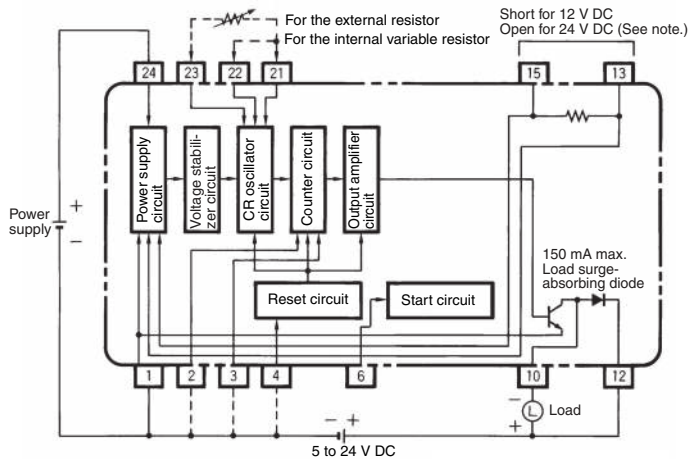 Short for 12 V DC
Open for 24 V DC (See note.)
For the external resistor
For the internal variable resistor
24
23
22
21
15
13
Power supply
circuit
Voltage stabili-
zer circuit
CR oscillator
circuit
Counter circuit
Output amplifier
circuit
Power
supply
+
−
150 mA max.
Load surge-
absorbing diode
Reset circuit
Start circuit
1
2
3
4
6
10
12
−
L
Load
+
− +
5 to 24 V DC